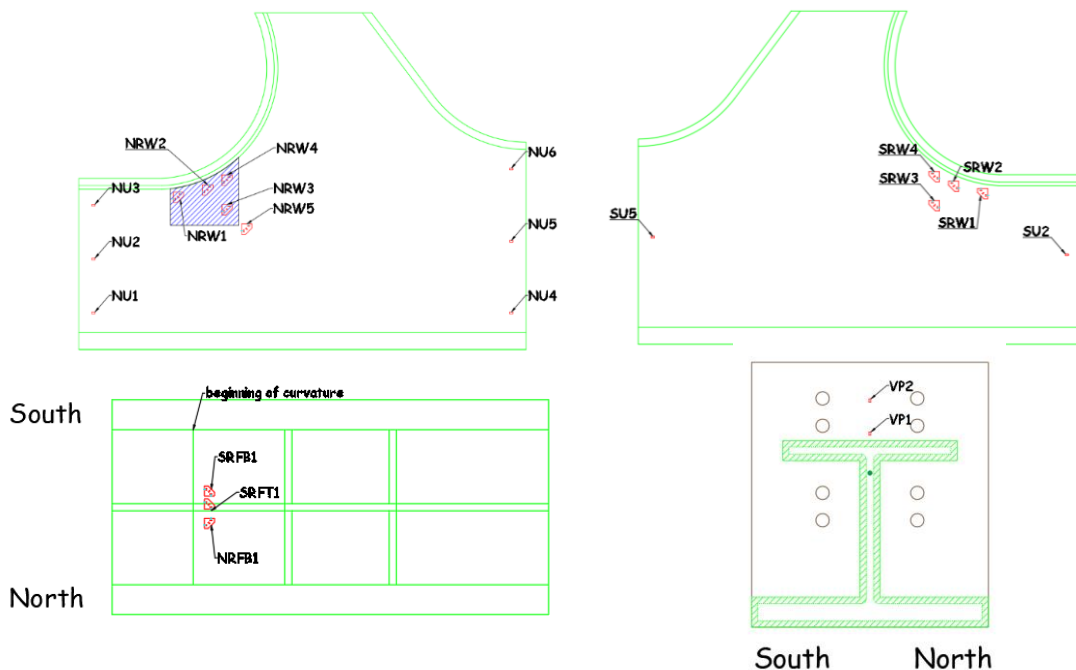 NRW2
NRW4
NU6
NU3
NRW3
NRW5
NRW1
NU5
NU2
NU1
NU4
SRW4
SRW2
SRW3
SU5
SRW1
SU2
beginning of curvature
South
SRFB1
SRFT1
NRFB1
North
VP2
VP1
South North